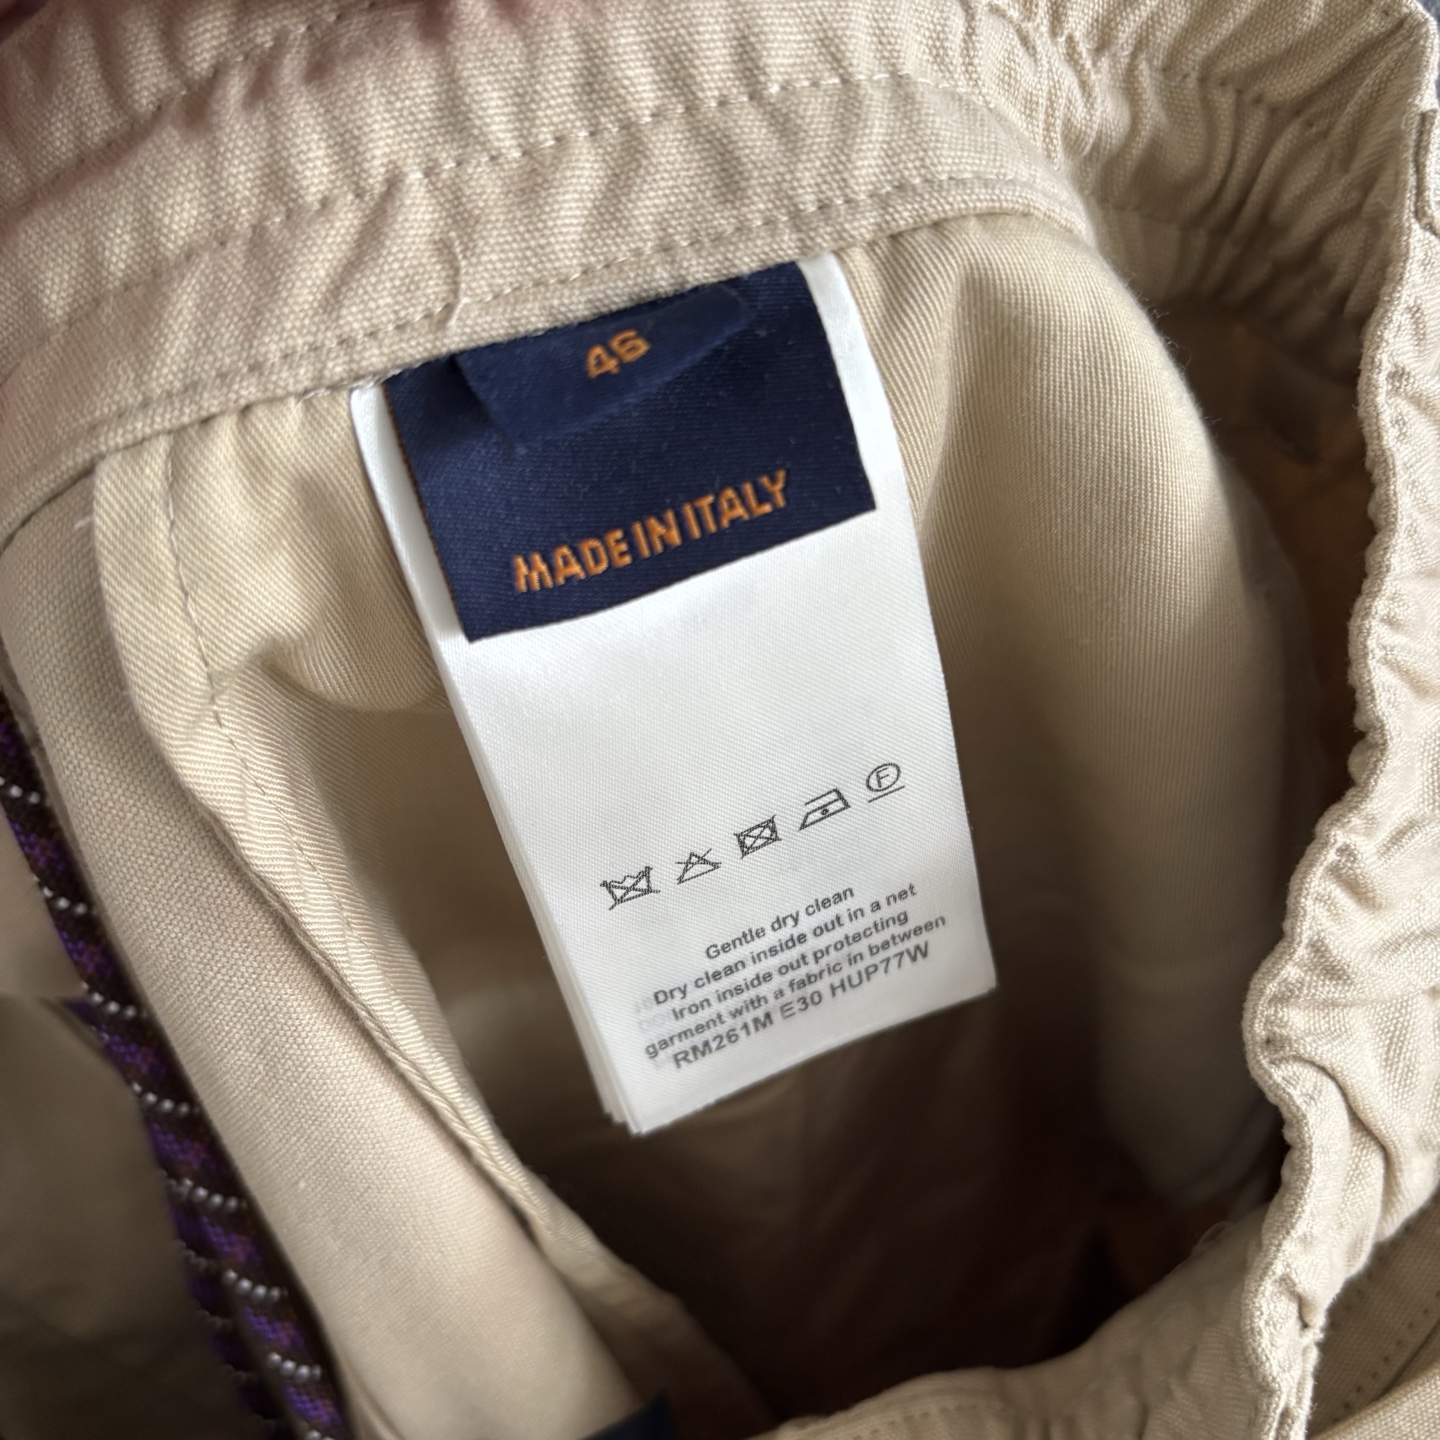 46
MADE IN ITALY
F
Gentle dry clean
Dry clean inside out in a net
Iron inside out protecting
garment with a fabric in between
RM261M E30 HUP77W